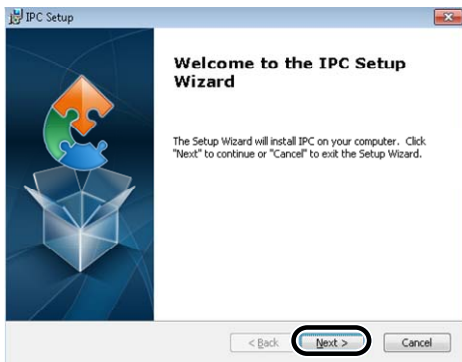 IPC Setup
Welcome to the IPC Setup
Wizard
The Setup Wizard will install IPC on your computer. Click
"Next" to continue or "Cancel" to exit the Setup Wizard.
< Back Next > Cancel